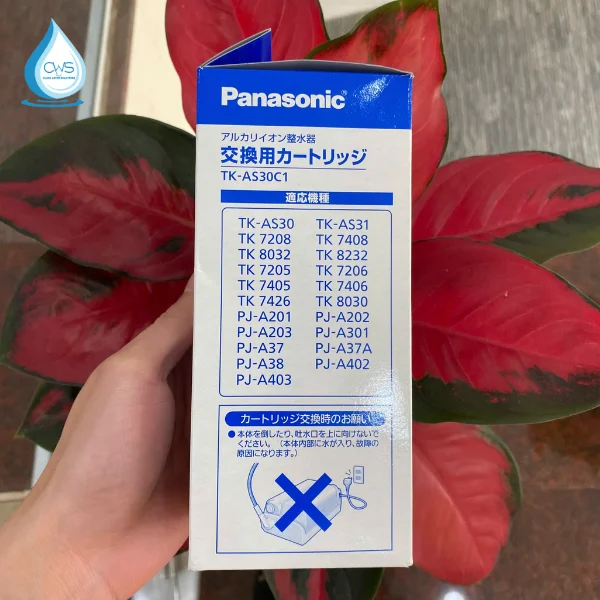 CWS
CLEAN WATER SOLUTIONS
Panasonic
アルカリイオン整水器
交換用カートリッジ
TK-AS30C1
適応機種
TK-AS30 TK-AS31
TK 7208 TK 7408
TK 8032 TK 8232
TK 7205 TK 7206
TK 7405 TK 7406
TK 7426 TK 8030
PJ-A201 PJ-A202
PJ-A203 PJ-A301
PJ-A37 PJ-A37A
PJ-A38 PJ-A402
PJ-A403
カートリッジ交換時のお願い
●本体を倒したり、吐水口を上に向けないで
ください。(本体内部に水が入り、故障の
原因になります。)